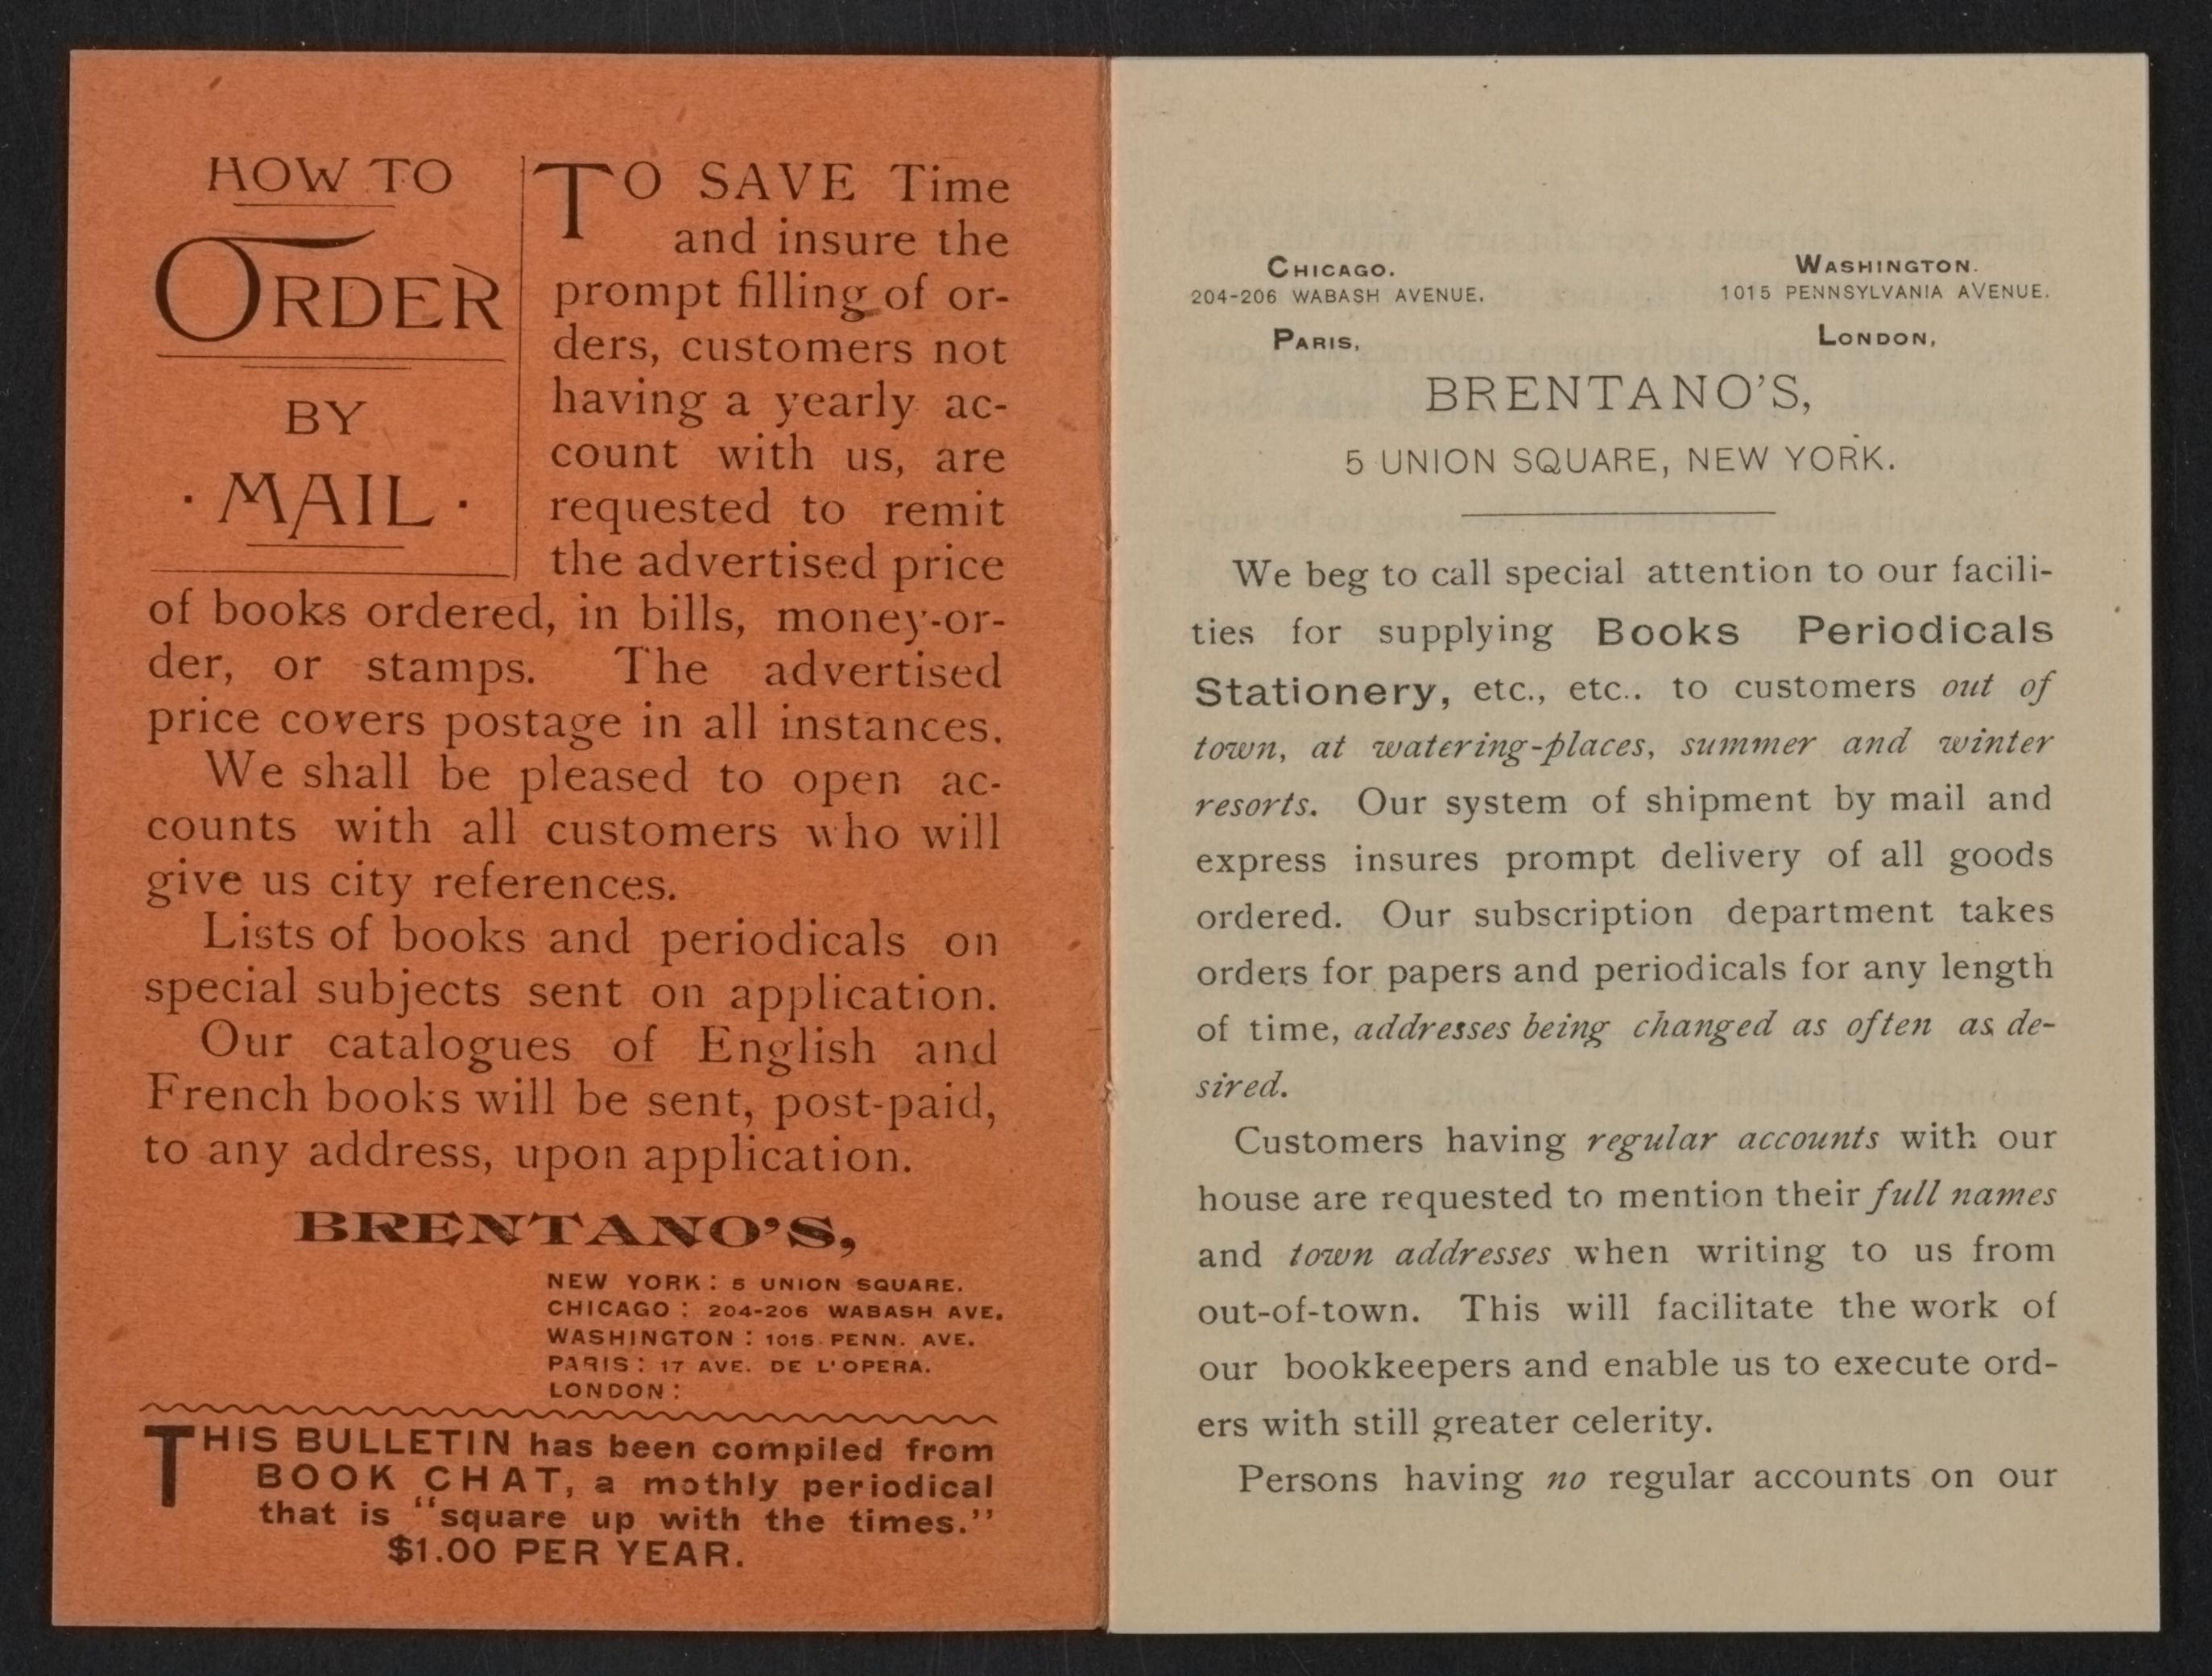 HOW TO
ORDER
BY
· MAIL ·
TO SAVE Time
and insure the
prompt filling of or-
ders, customers not
having a yearly ac-
count with us, are
requested to remit
the advertised price
of books ordered, in bills, money-or-
der, or stamps. The advertised
price covers postage in all instances.
We shall be pleased to open ac-
counts with all customers who will
give us city references.
Lists of books and periodicals on
special subjects sent on application.
Our catalogues of English and
French books will be sent, post-paid,
to any address, upon application.
BRENTANO'S,
NEW YORK: 5 UNION SQUARE.
CHICAGO: 204-206 WABASH AVE.
WASHINGTON: 1015 PENN. AVE.
PARIS: 17 AVE. DE L'OPERA.
LONDON:
THIS BULLETIN has been compiled from
BOOK CHAT, a mothly periodical
that is "square up with the times."
$1.00 PER YEAR.
CHICAGO. WASHINGTON.
204-206 WABASH AVENUE. 1015 PENNSYLVANIA AVENUE.
PARIS, LONDON,
BRENTANO'S,
5 UNION SQUARE, NEW YORK.
We beg to call special attention to our facili-
ties for supplying Books Periodicals
Stationery, etc., etc.. to customers out of
town, at watering-places, summer and winter
resorts. Our system of shipment by mail and
express insures prompt delivery of all goods
ordered. Our subscription department takes
orders for papers and periodicals for any length
of time, addresses being changed as often as de-
sired.
Customers having regular accounts with our
house are requested to mention their full names
and town addresses when writing to us from
out-of-town. This will facilitate the work of
our bookkeepers and enable us to execute ord-
ers with still greater celerity.
Persons having no regular accounts on our